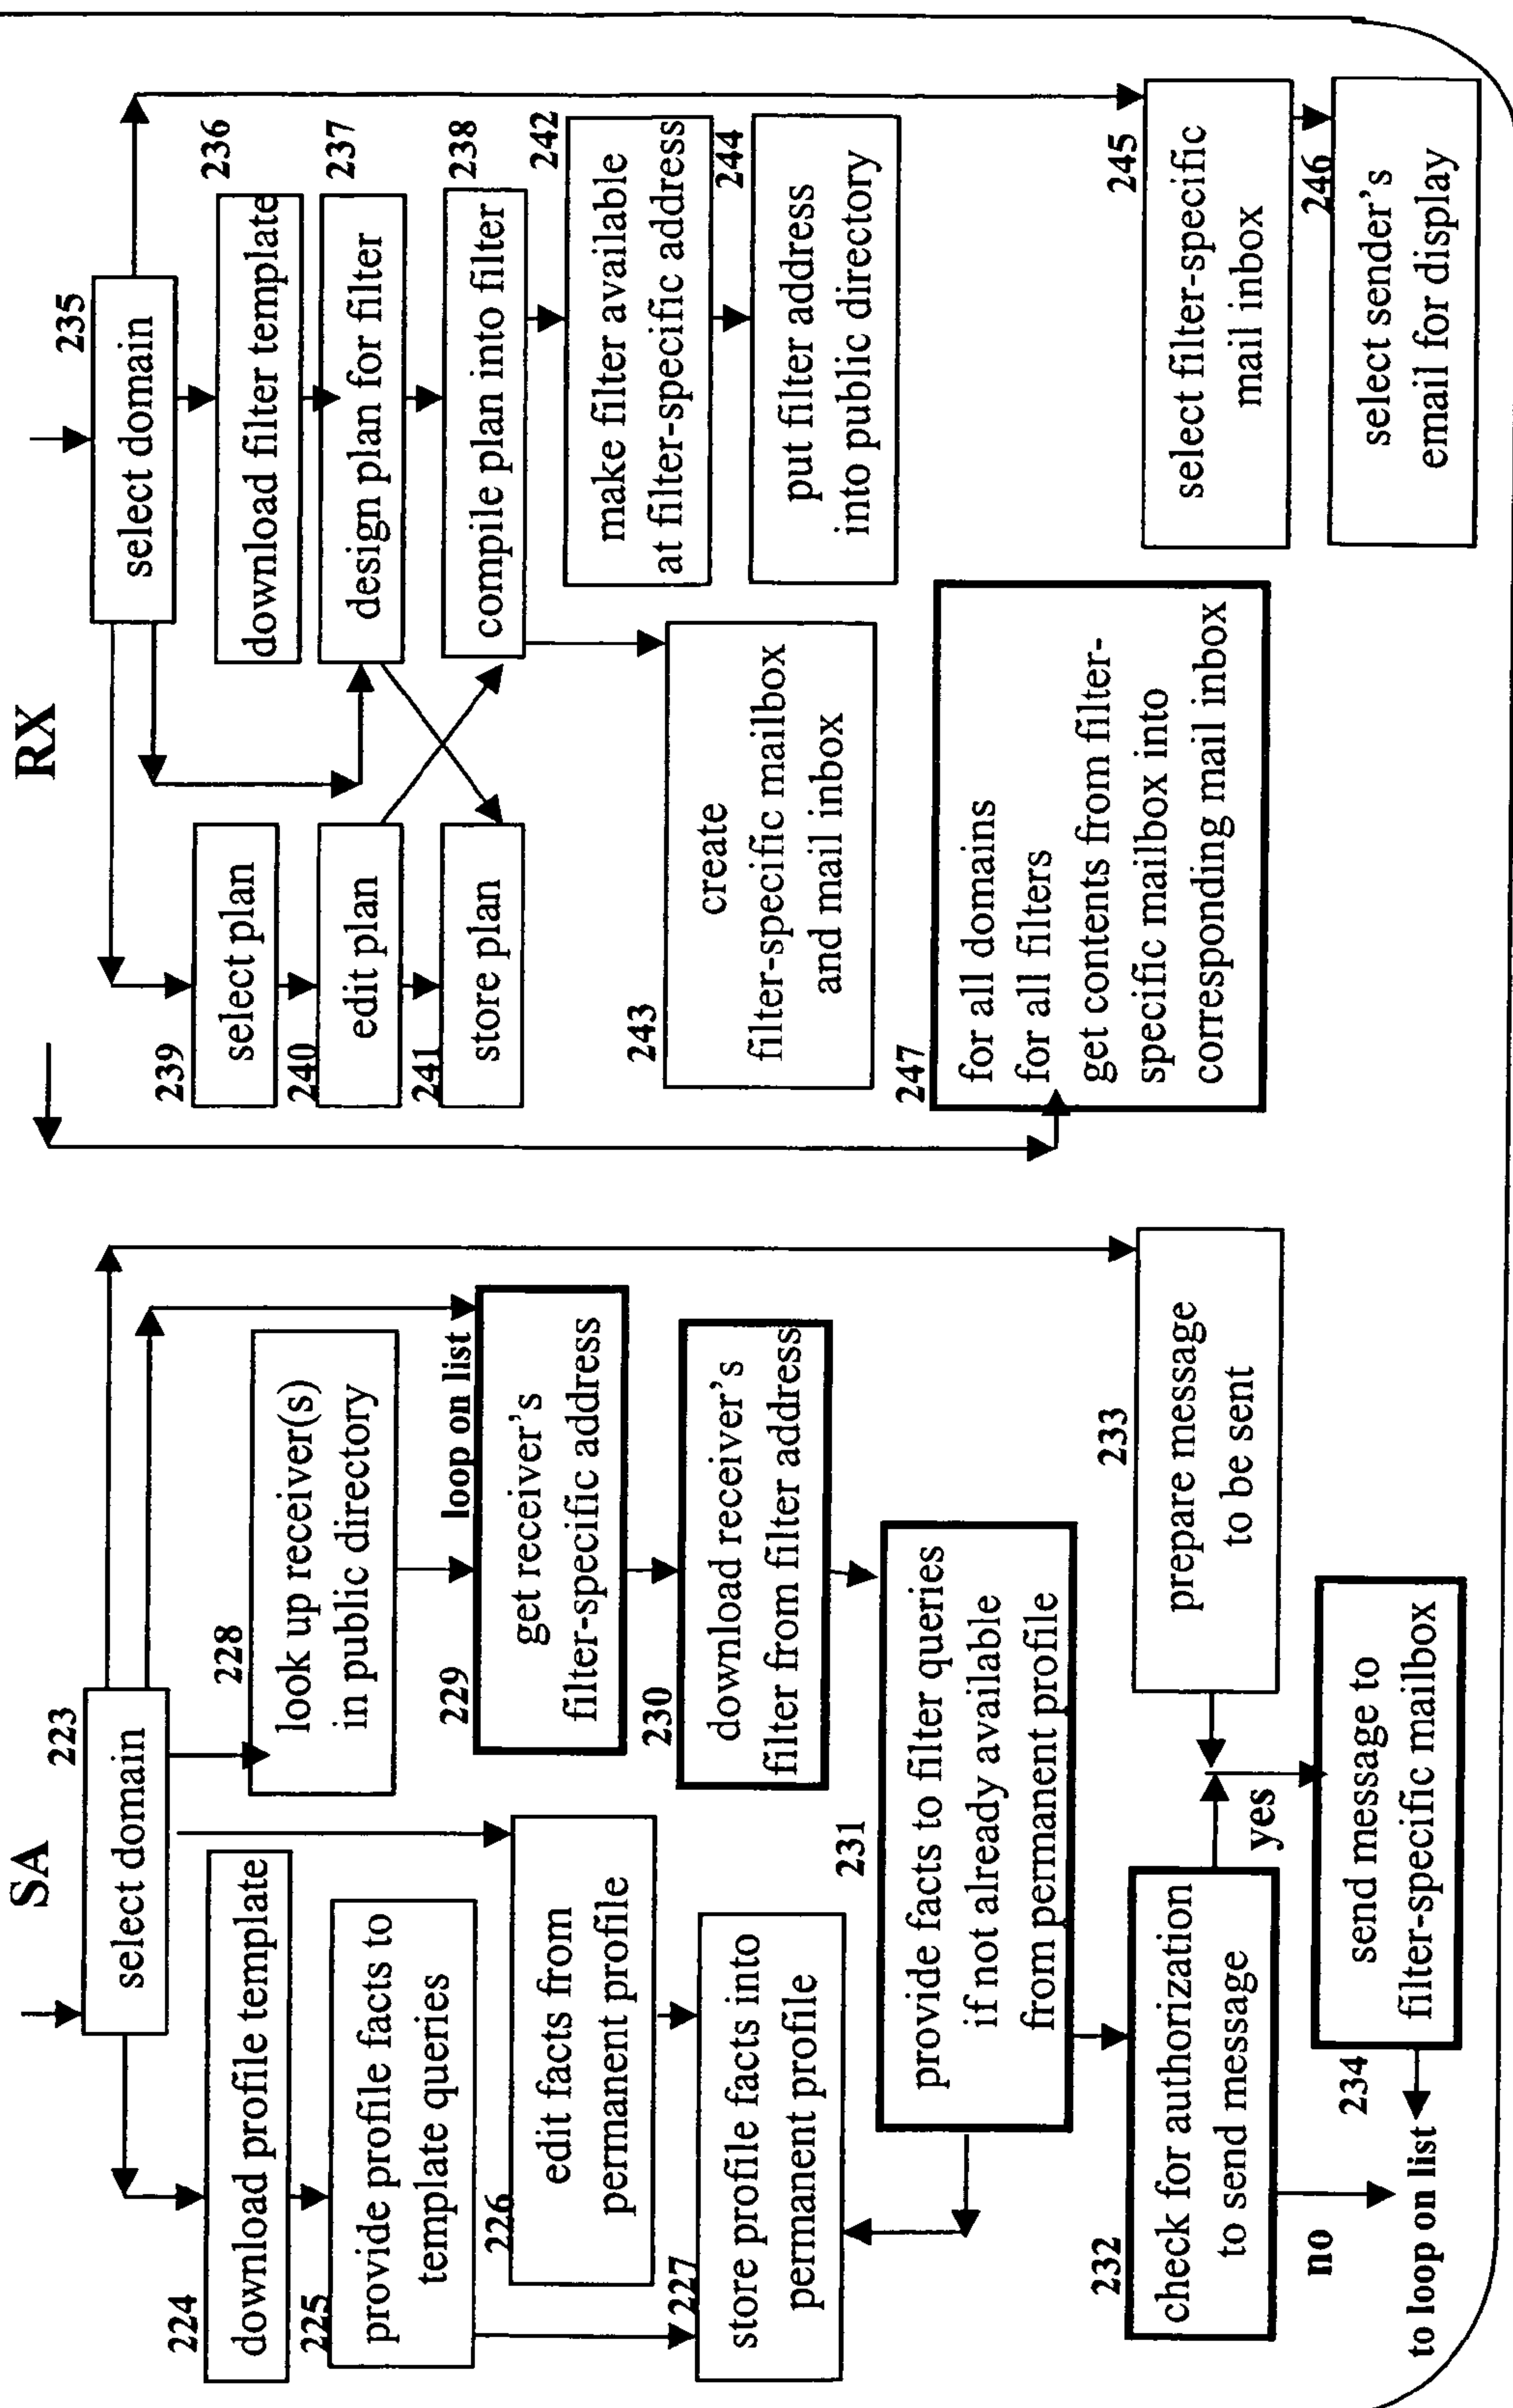 SA
223
select domain
224
download profile template
225
provide profile facts to
template queries
226
edit facts from
permanent profile
227
store profile facts into
permanent profile
228
look up receiver(s)
in public directory
loop on list
229
get receiver's
filter-specific address
230
download receiver's
filter from filter address
231
provide facts to filter queries
if not already available
from permanent profile
232
check for authorization
to send message
no
yes
233
prepare message
to be sent
234
send message to
filter-specific mailbox
to loop on list
RX
235
select domain
236
download filter template
237
design plan for filter
238
compile plan into filter
239
select plan
240
edit plan
241
store plan
242
make filter available
at filter-specific address
243
create
filter-specific mailbox
and mail inbox
244
put filter address
into public directory
245
select filter-specific
mail inbox
246
select sender's
email for display
247
for all domains
for all filters
get contents from filter-
specific mailbox into
corresponding mail inbox